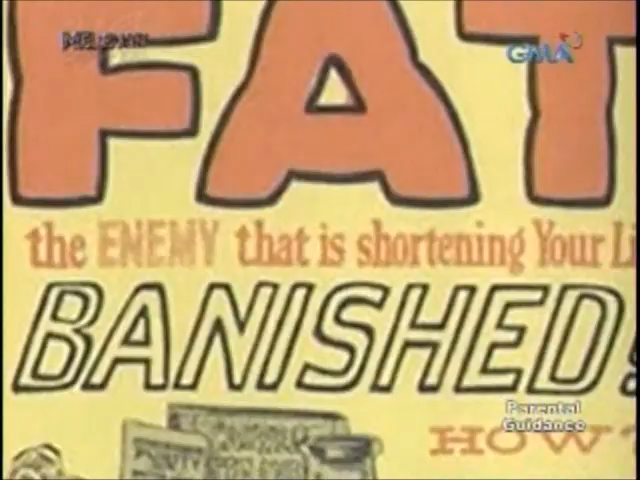 FAT
GMA
the ENEMY that is shortening Your Li
BANISHED!
Parental
Guidance
HOW?